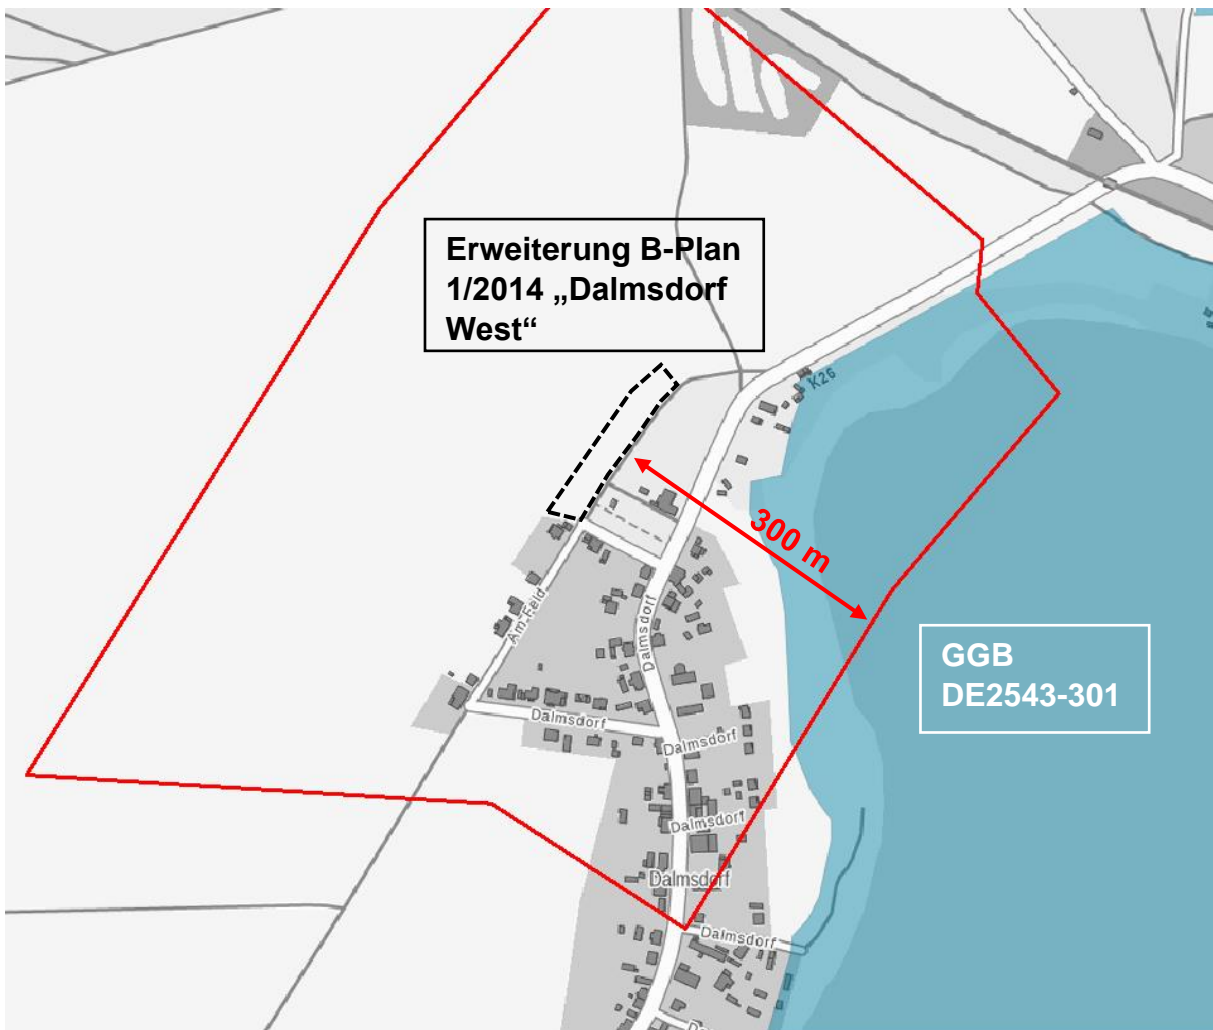 Erweiterung B-Plan
1/2014 „Dalmsdorf
West“
K26
300 m
Am-Feld
Dalmsdorf
GGB
DE2543-301
Dalmsdorf
Dalmsdorf
Dalmsdorf
Dalmsdorf
Dalmsdorf